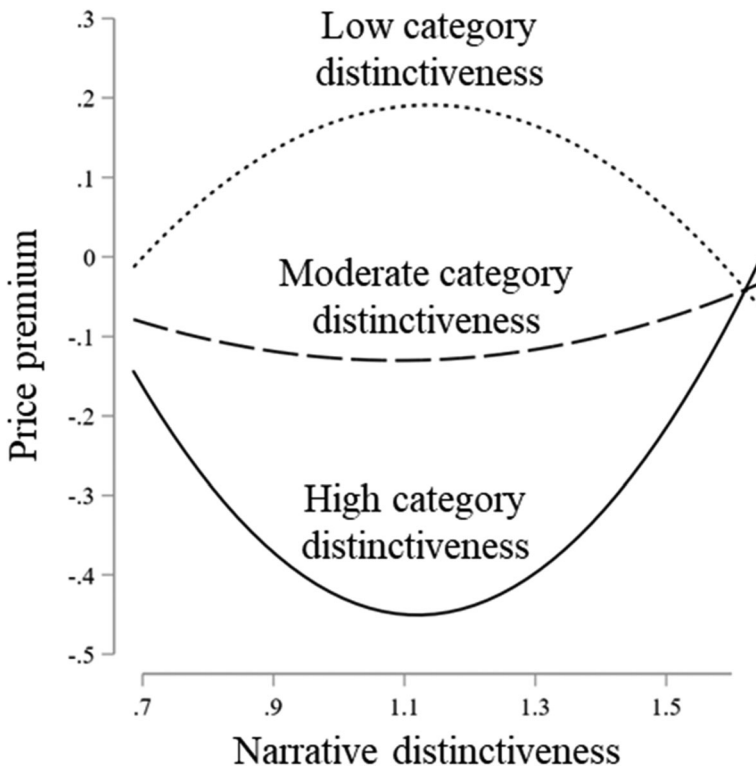 Low category
distinctiveness
Moderate category
distinctiveness
High category
distinctiveness
Price premium
.3
.2
.1
0
-.1
-.2
-.3
-.4
-.5
.7 .9 1.1 1.3 1.5
Narrative distinctiveness